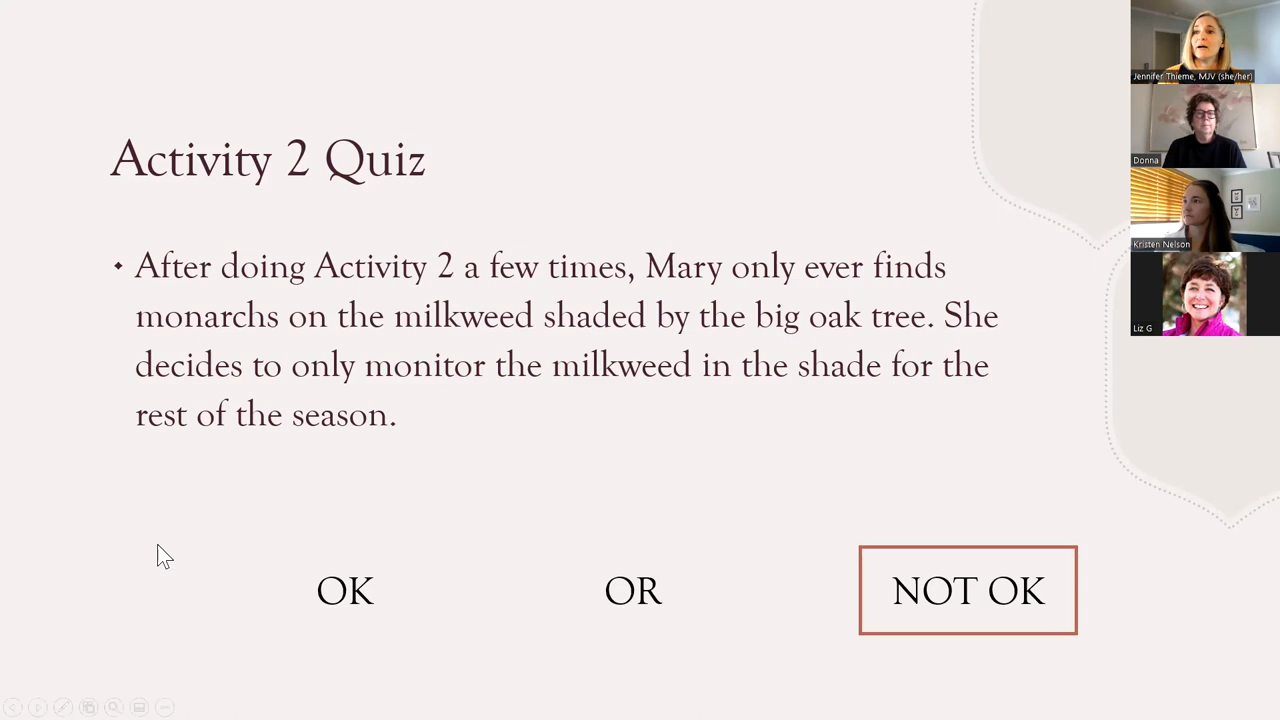 Activity 2 Quiz
After doing Activity 2 a few times, Mary only ever finds
monarchs on the milkweed shaded by the big oak tree. She
decides to only monitor the milkweed in the shade for the
rest of the season.
OK
OR
NOT OK
Jennifer Thieme, MJV (she/her)
Donna
Kristen Nelson
Liz G